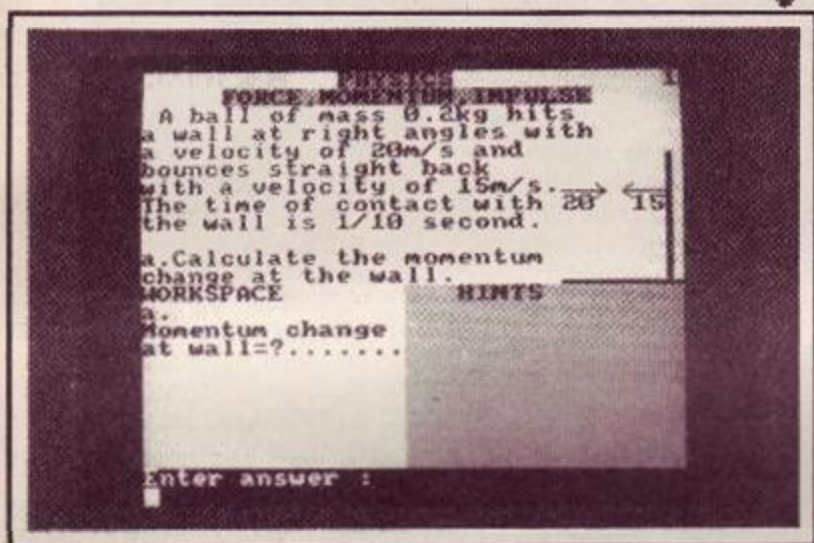 PHYSICS 1
FORCE,MOMENTUM,IMPULSE
A ball of mass 0.2kg hits
a wall at right angles with
a velocity of 20m/s and
bounces straight back
with a velocity of 15m/s.
The time of contact with 20 15
the wall is 1/10 second.
a.Calculate the momentum
change at the wall.
WORKSPACE HINTS
a.
Momentum change
at wall=?.......
Enter answer :